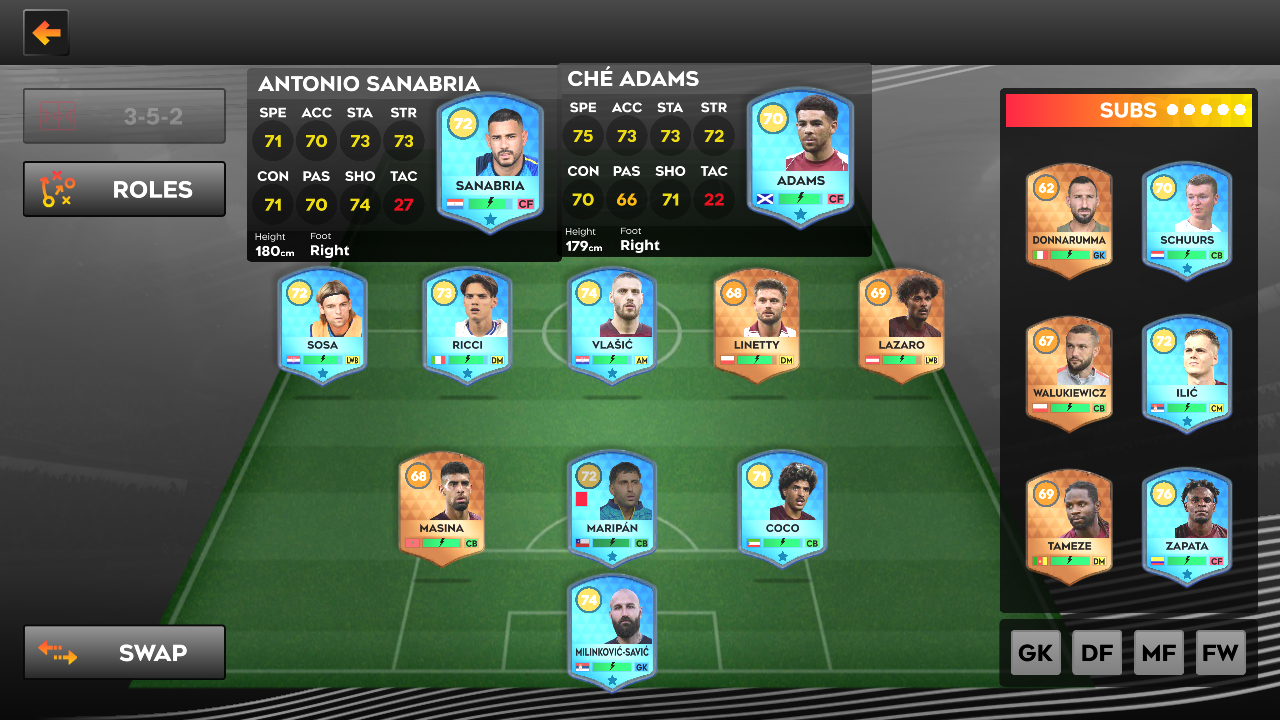 3-5-2
ROLES
ANTONIO SANABRIA
SPE ACC STA STR
71 70 73 73
CON PAS SHO TAC
71 70 74 27
Height Foot
180cm Right
72
SANABRIA
CF
CHÉ ADAMS
SPE ACC STA STR
75 73 73 72
CON PAS SHO TAC
70 66 71 22
Height Foot
179cm Right
70
ADAMS
CF
SUBS
62
DONNARUMMA
GK
70
SCHUURS
CB
72
SOSA
LWB
73
RICCI
DM
74
VLAŠIĆ
AM
68
LINETTY
DM
69
LAZARO
LWB
67
WALUKIEWICZ
CB
72
ILIĆ
CM
68
MASINA
CB
72
MARIPÁN
CB
71
COCO
CB
69
TAMEZE
DM
76
ZAPATA
CF
74
MILINKOVIĆ-SAVIĆ
GK
SWAP
GK DF MF FW